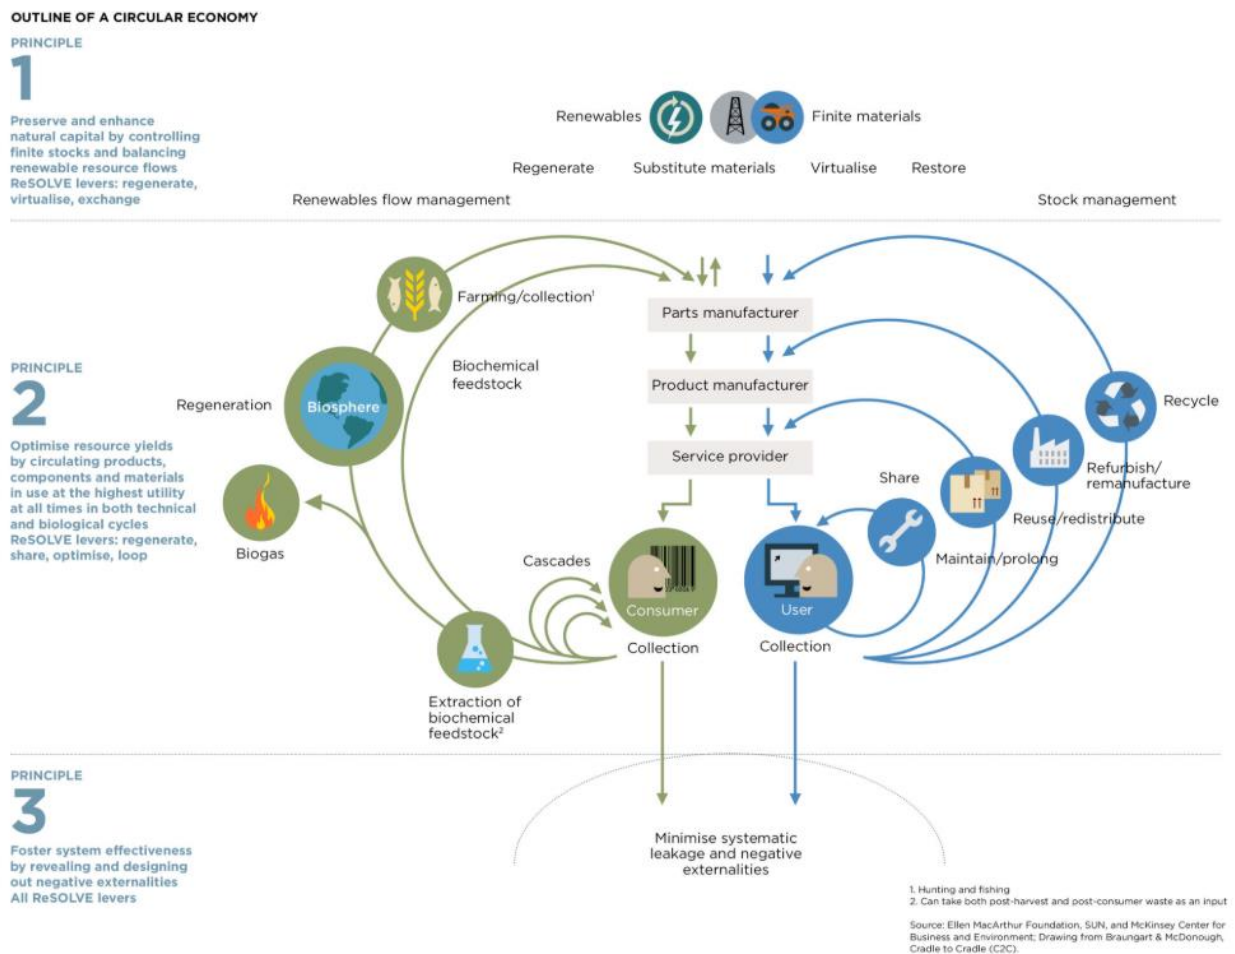 OUTLINE OF A CIRCULAR ECONOMY
PRINCIPLE
1
Preserve and enhance
natural capital by controlling
finite stocks and balancing
renewable resource flows
ReSOLVE levers: regenerate,
virtualise, exchange
Renewables
Finite materials
Regenerate
Substitute materials
Virtualise
Restore
Renewables flow management
Stock management
PRINCIPLE
2
Optimise resource yields
by circulating products,
components and materials
in use at the highest utility
at all times in both technical
and biological cycles
ReSOLVE levers: regenerate,
share, optimise, loop
Farming/collection¹
Biochemical
feedstock
Regeneration
Biosphere
Biogas
Cascades
Extraction of
biochemical
feedstock²
Parts manufacturer
Product manufacturer
Service provider
Consumer
Collection
User
Collection
Share
Maintain/prolong
Reuse/redistribute
Refurbish/
remanufacture
Recycle
PRINCIPLE
3
Foster system effectiveness
by revealing and designing
out negative externalities
All ReSOLVE levers
Minimise systematic
leakage and negative
externalities
1. Hunting and fishing
2. Can take both post-harvest and post-consumer waste as an input
Source: Ellen MacArthur Foundation, SUN, and McKinsey Center for
Business and Environment; Drawing from Braungart & McDonough,
Cradle to Cradle (C2C).